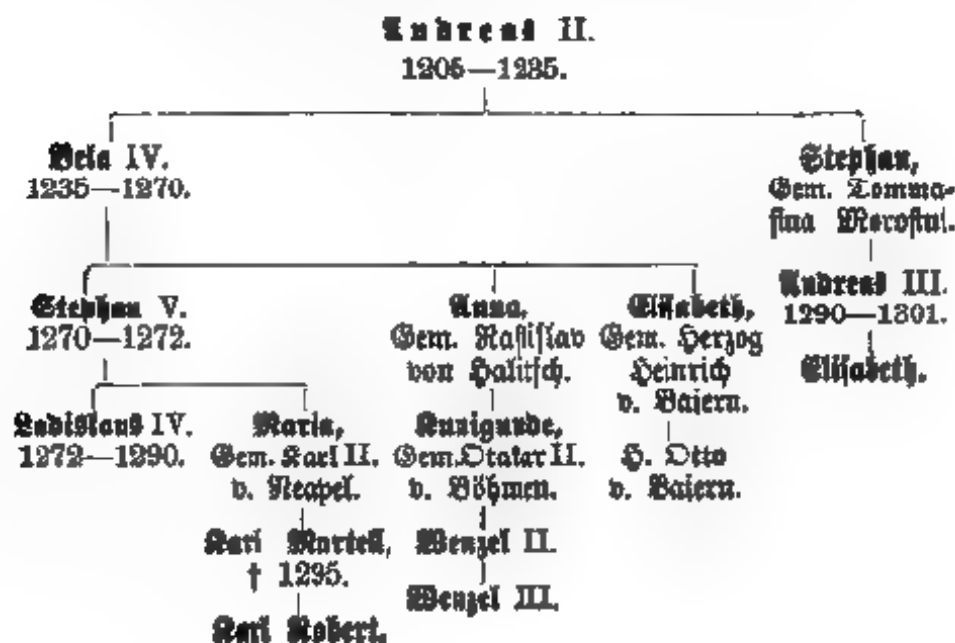 Andreas II.
1205—1235.
Bela IV.
1235—1270.
Stephan,
Gem. Tomma-
sina Morosini.
Andreas III.
1290—1301.
Elisabeth.
Stephan V.
1270—1272.
Anna,
Gem. Rastislav
von Halitsch.
Elisabeth,
Gem. Herzog
Heinrich
v. Baiern.
Ladislaus IV.
1272—1290.
Maria,
Gem. Karl II.
v. Neapel.
Kunigunde,
Gem. Otakar II.
v. Böhmen.
H. Otto
v. Baiern.
Karl Martell,
† 1295.
Wenzel II.
Wenzel III.
Karl Robert.